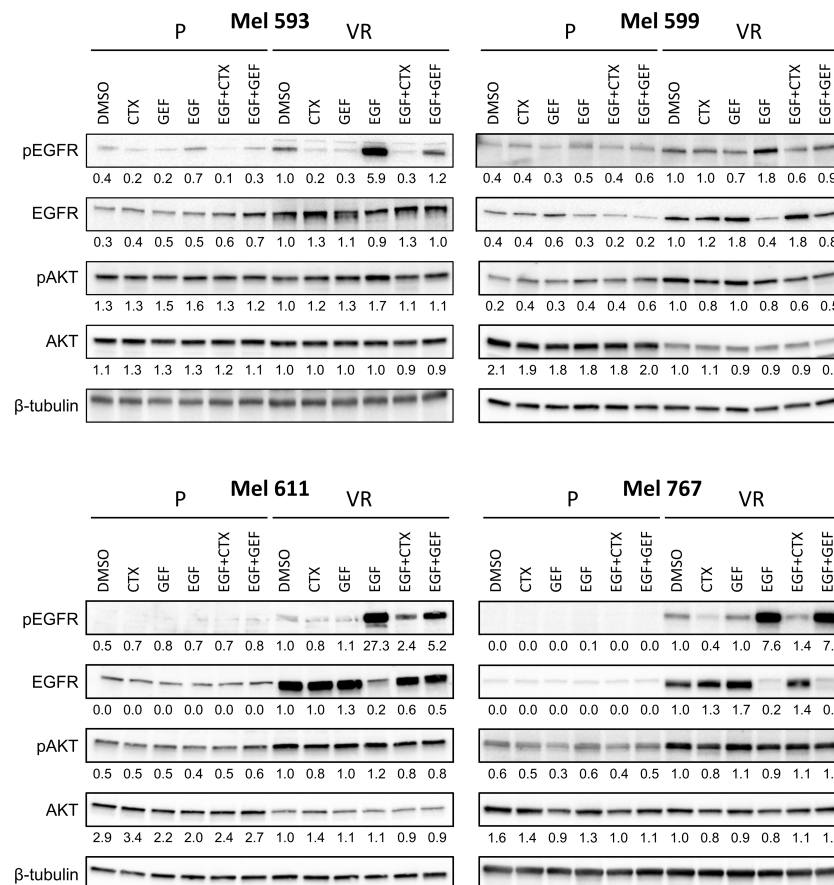 Mel 593
P VR
DMSO CTX GEF EGF EGF+CTX EGF+GEF DMSO CTX GEF EGF EGF+CTX EGF+GEF
pEGFR
0.4 0.2 0.2 0.7 0.1 0.3 1.0 0.2 0.3 5.9 0.3 1.2
EGFR
0.3 0.4 0.5 0.5 0.6 0.7 1.0 1.3 1.1 0.9 1.3 1.0
pAKT
1.3 1.3 1.5 1.6 1.3 1.2 1.0 1.2 1.3 1.7 1.1 1.1
AKT
1.1 1.3 1.3 1.3 1.2 1.1 1.0 1.0 1.0 1.0 0.9 0.9
β-tubulin
Mel 599
P VR
DMSO CTX GEF EGF EGF+CTX EGF+GEF DMSO CTX GEF EGF EGF+CTX EGF+GEF
0.4 0.4 0.3 0.5 0.4 0.6 1.0 1.0 0.7 1.8 0.6 0.9
0.4 0.4 0.6 0.3 0.2 0.2 1.0 1.2 1.8 0.4 1.8 0.8
0.2 0.4 0.3 0.4 0.4 0.6 1.0 0.8 1.0 0.8 0.6 0.5
2.1 1.9 1.8 1.8 1.8 2.0 1.0 1.1 0.9 0.9 0.9 0.
Mel 611
P VR
DMSO CTX GEF EGF EGF+CTX EGF+GEF DMSO CTX GEF EGF EGF+CTX EGF+GEF
pEGFR
0.5 0.7 0.8 0.7 0.7 0.8 1.0 0.8 1.1 27.3 2.4 5.2
EGFR
0.0 0.0 0.0 0.0 0.0 0.0 1.0 1.0 1.3 0.2 0.6 0.5
pAKT
0.5 0.5 0.5 0.4 0.5 0.6 1.0 0.8 1.0 1.2 0.8 0.8
AKT
2.9 3.4 2.2 2.0 2.4 2.7 1.0 1.4 1.1 1.1 0.9 0.9
β-tubulin
Mel 767
P VR
DMSO CTX GEF EGF EGF+CTX EGF+GEF DMSO CTX GEF EGF EGF+CTX EGF+GEF
0.0 0.0 0.0 0.1 0.0 0.0 1.0 0.4 1.0 7.6 1.4 7.
0.0 0.0 0.0 0.0 0.0 0.0 1.0 1.3 1.7 0.2 1.4 0.
0.6 0.5 0.3 0.6 0.4 0.5 1.0 0.8 1.1 0.9 1.1 1.
1.6 1.4 0.9 1.3 1.0 1.1 1.0 0.8 0.9 0.8 1.1 1.